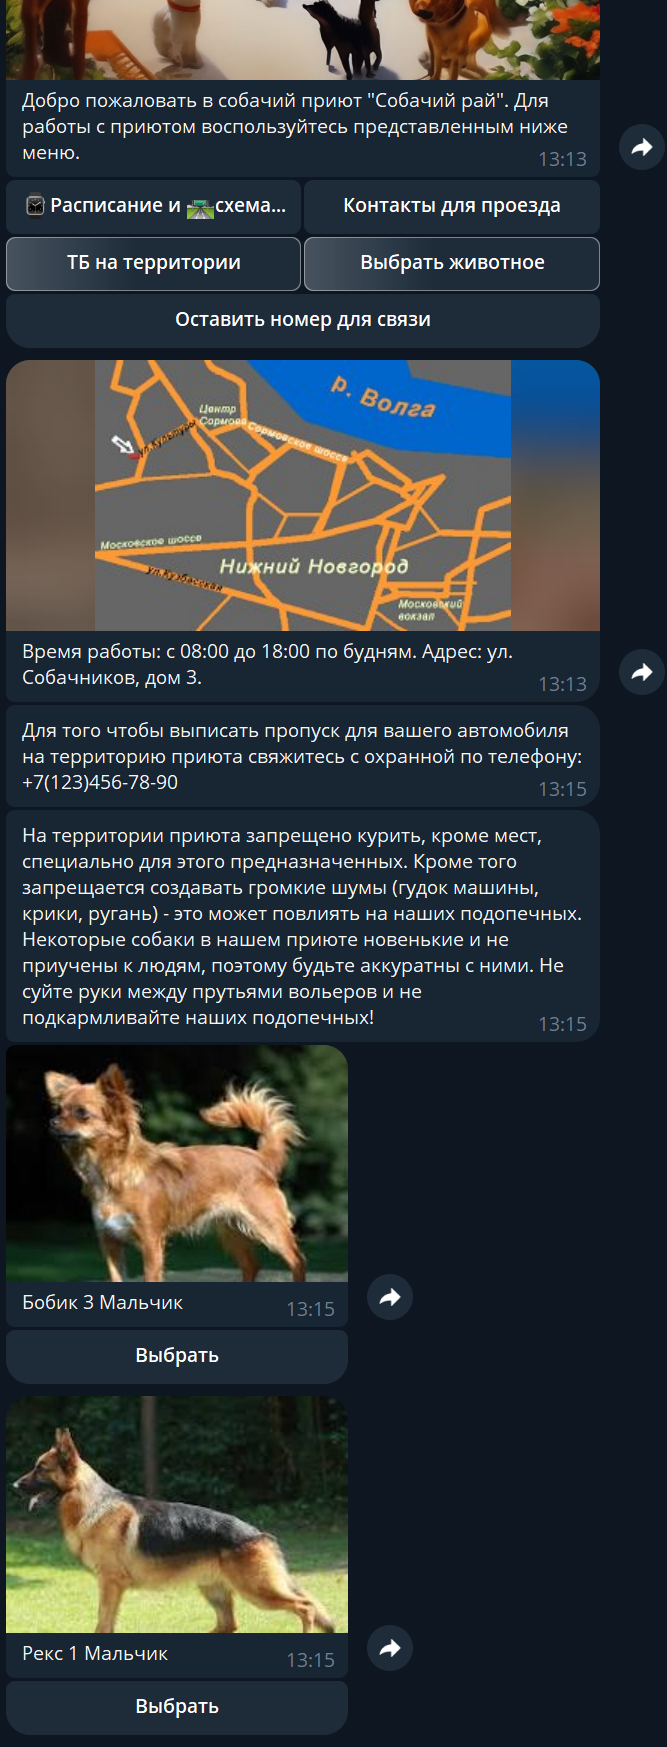 Добро пожаловать в собачий приют "Собачий рай". Для
работы с приютом воспользуйтесь представленным ниже
меню.
13:13
Расписание и схема...
Контакты для проезда
ТБ на территории
Выбрать животное
Оставить номер для связи
р. Волга
Центр
Сормова
Сормовское шоссе
ул.Культуры
Московское шоссе
Нижний Новгород
ул.Кузбасская
Московский
вокзал
Время работы: с 08:00 до 18:00 по будням. Адрес: ул.
Собачников, дом 3.
13:13
Для того чтобы выписать пропуск для вашего автомобиля
на территорию приюта свяжитесь с охранной по телефону:
+7(123)456-78-90
13:15
На территории приюта запрещено курить, кроме мест,
специально для этого предназначенных. Кроме того
запрещается создавать громкие шумы (гудок машины,
крики, ругань) - это может повлиять на наших подопечных.
Некоторые собаки в нашем приюте новенькие и не
приучены к людям, поэтому будьте аккуратны с ними. Не
суйте руки между прутьями вольеров и не
подкармливайте наших подопечных!
13:15
Бобик 3 Мальчик
13:15
Выбрать
Рекс 1 Мальчик
13:15
Выбрать